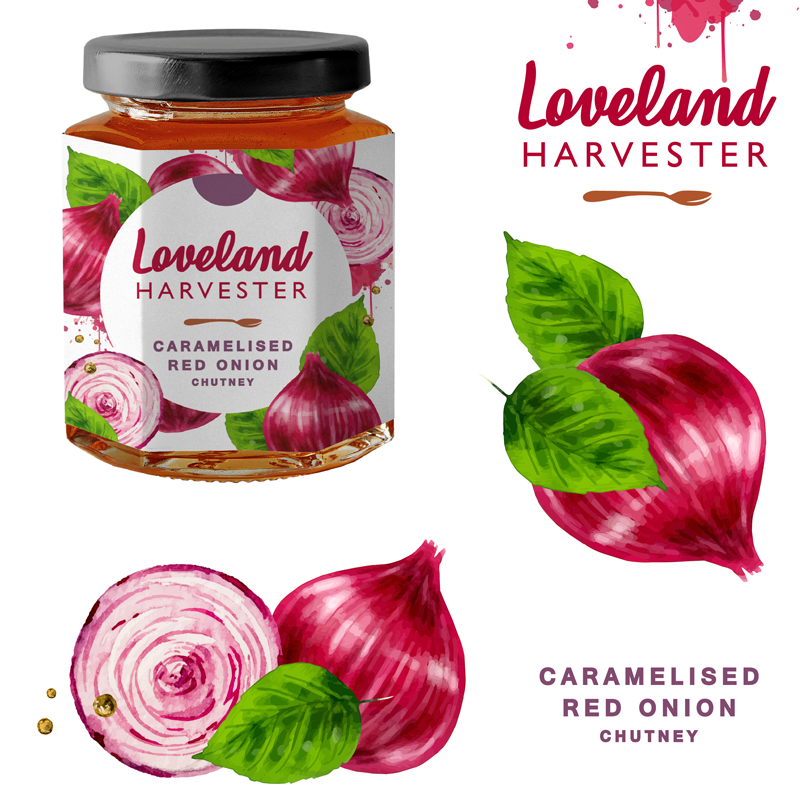 Loveland
HARVESTER
CARAMELISED
RED ONION
CHUTNEY
Loveland
HARVESTER
CARAMELISED
RED ONION
CHUTNEY